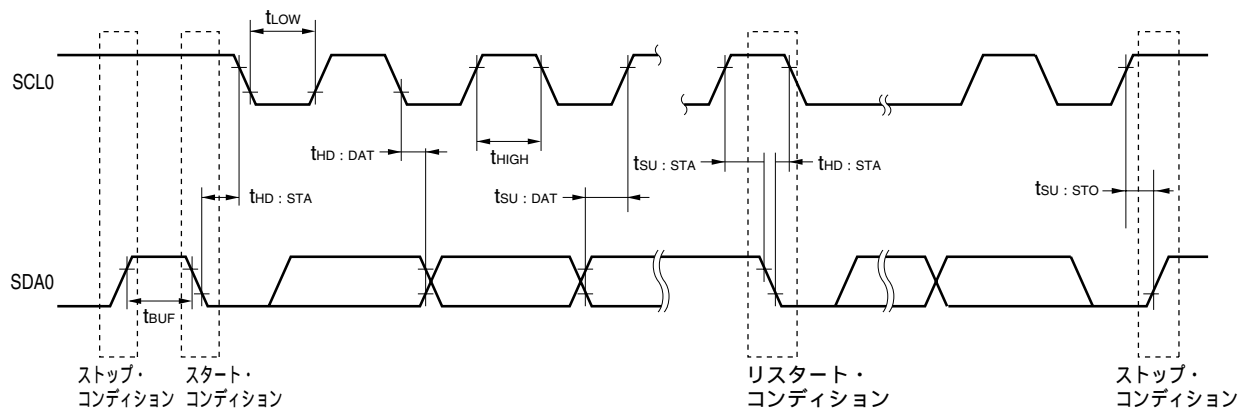 tLOW
SCL0
tHD : DAT
tHIGH
tSU : STA
tHD : STA
tHD : STA
tSU : DAT
tSU : STO
SDA0
tBUF
ストップ・
コンディション
スタート・
コンディション
リスタート・
コンディション
ストップ・
コンディション